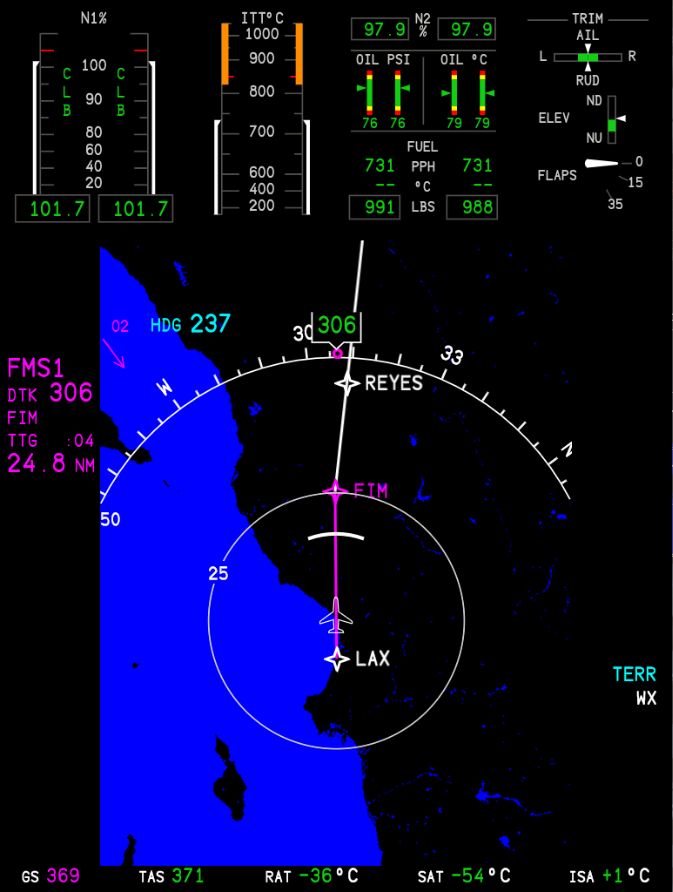 N1%
ITT°C
97.9 N2 % 97.9
TRIM
AIL
L R
RUD
1000
900
800
700
600
400
200
CLB
CLB
100
90
80
60
40
20
101.7 101.7
OIL PSI OIL °C
76 76 79 79
FUEL
731 PPH 731
-- °C --
991 LBS 988
ND
ELEV
NU
FLAPS 0
15
35
02 HDG 237
30 306 33
W
N
FMS1
DTK 306
FIM
TTG :04
24.8 NM
REYES
FIM
50
25
LAX
TERR
WX
GS 369 TAS 371 RAT -36°C SAT -54°C ISA +1°C